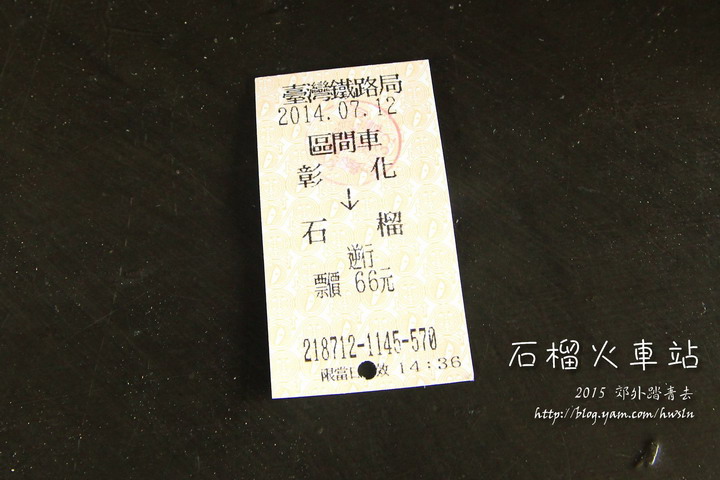 臺灣鐵路局
2014.07.12
區間車
彰 化
↓
石 榴
逆行
票價 66元
218712-1145-570
限當日 效 14:36
石榴火車站
2015 郊外踏青去
http://blog.yam.com/hwsln